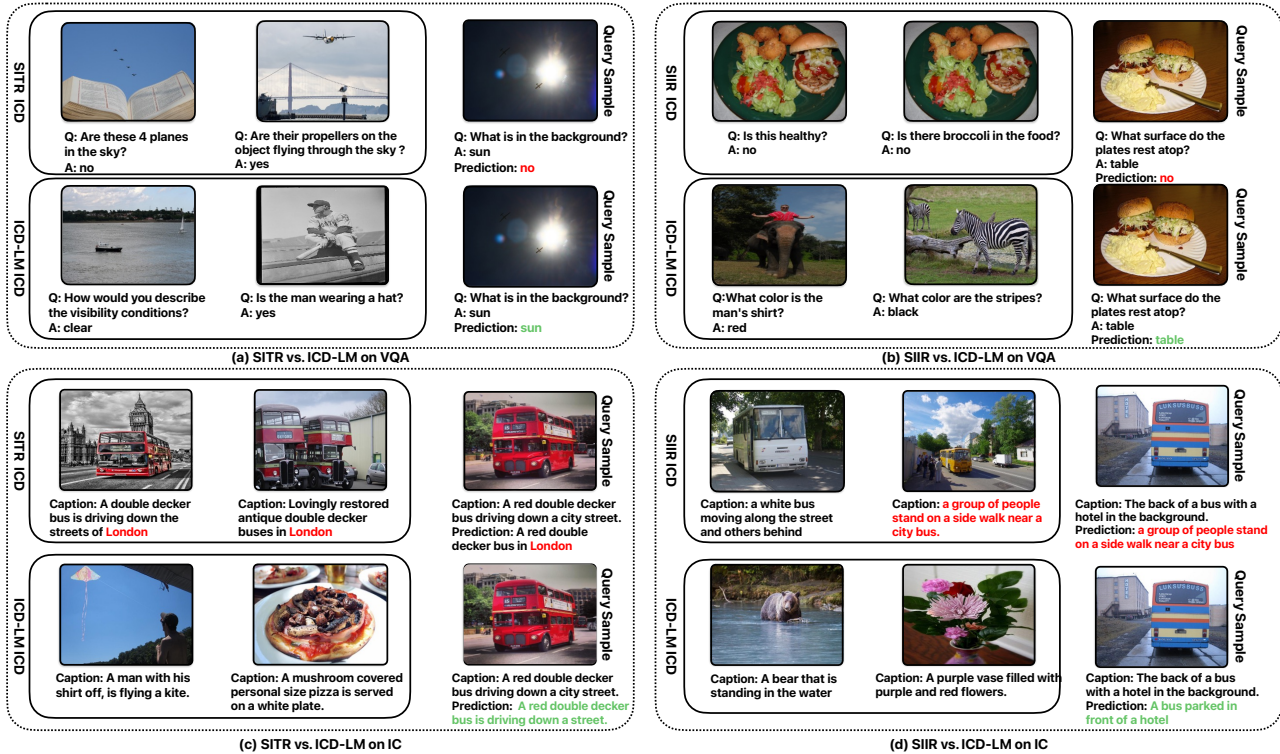 SITR ICD
Q: Are these 4 planes
in the sky?
A: no
Q: Are their propellers on the
object flying through the sky ?
A: yes
Q: What is in the background?
A: sun
Prediction: no
Query Sample
ICD-LM ICD
Q: How would you describe
the visibility conditions?
A: clear
Q: Is the man wearing a hat?
A: yes
Q: What is in the background?
A: sun
Prediction: sun
Query Sample
(a) SITR vs. ICD-LM on VQA
SIIR ICD
Q: Is this healthy?
A: no
Q: Is there broccoli in the food?
A: no
Q: What surface do the
plates rest atop?
A: table
Prediction: no
Query Sample
ICD-LM ICD
Q:What color is the
man's shirt?
A: red
Q: What color are the stripes?
A: black
Q: What surface do the
plates rest atop?
A: table
Prediction: table
Query Sample
(b) SIIR vs. ICD-LM on VQA
SITR ICD
Caption: A double decker
bus is driving down the
streets of London
Caption: Lovingly restored
antique double decker
buses in London
Caption: A red double decker
bus driving down a city street.
Prediction: A red double
decker bus in London
Query Sample
ICD-LM ICD
Caption: A man with his
shirt off, is flying a kite.
Caption: A mushroom covered
personal size pizza is served
on a white plate.
Caption: A red double decker
bus driving down a city street.
Prediction: A red double decker
bus is driving down a street.
Query Sample
(c) SITR vs. ICD-LM on IC
SIIR ICD
Caption: a white bus
moving along the street
and others behind
Caption: a group of people
stand on a side walk near a
city bus.
LUKSUSBUSS
Caption: The back of a bus with a
hotel in the background.
Prediction: a group of people stand
on a side walk near a city bus
Query Sample
ICD-LM ICD
Caption: A bear that is
standing in the water
Caption: A purple vase filled with
purple and red flowers.
LUKSUSBUSS
Caption: The back of a bus
with a hotel in the background.
Prediction: A bus parked in
front of a hotel
Query Sample
(d) SIIR vs. ICD-LM on IC